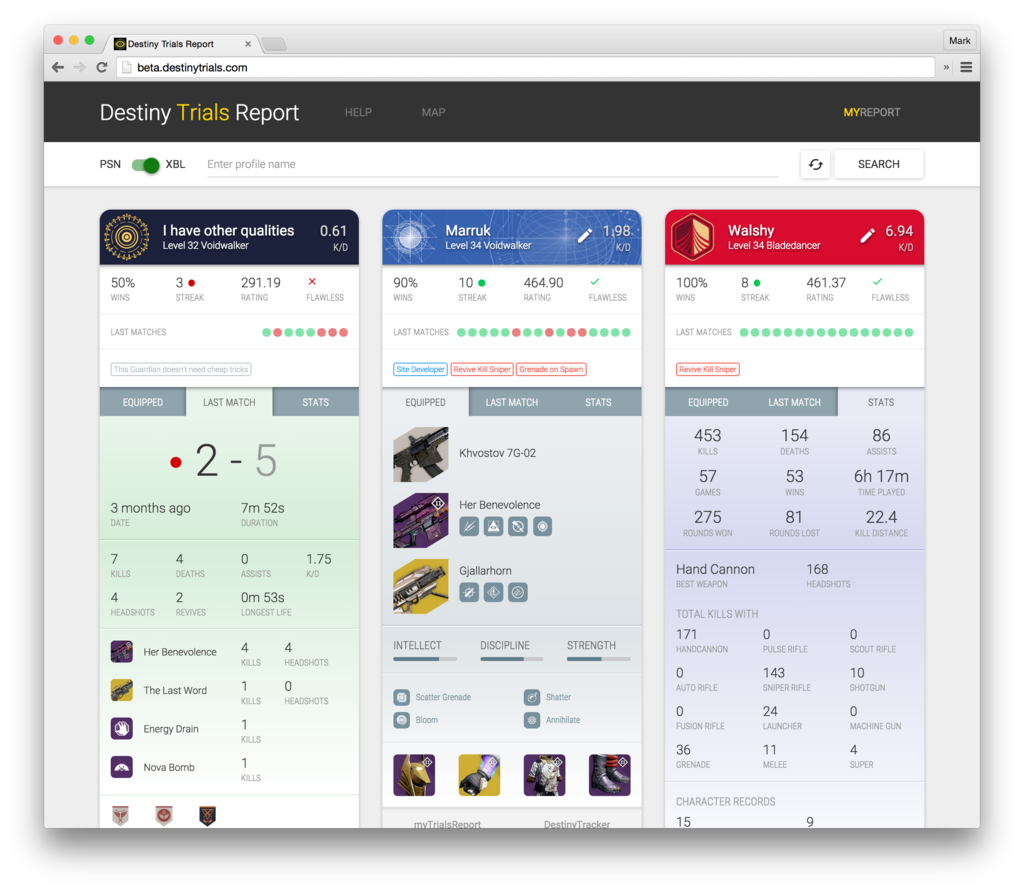 Destiny Trials Report
Mark
beta.destinytrials.com
»
Destiny Trials Report
HELP
MAP
MYREPORT
PSN
XBL
Enter profile name
SEARCH
I have other qualities
Level 32 Voidwalker
0.61
K/D
50%
WINS
3
STREAK
291.19
RATING
FLAWLESS
LAST MATCHES
This Guardian doesn't need cheap tricks
EQUIPPED
LAST MATCH
STATS
2 - 5
3 months ago
DATE
7m 52s
DURATION
7
KILLS
4
DEATHS
0
ASSISTS
1.75
K/D
4
HEADSHOTS
2
REVIVES
0m 53s
LONGEST LIFE
Her Benevolence
4
KILLS
4
HEADSHOTS
The Last Word
1
KILLS
0
HEADSHOTS
Energy Drain
1
KILLS
Nova Bomb
1
KILLS
Marruk
Level 34 Voidwalker
1.98
K/D
90%
WINS
10
STREAK
464.90
RATING
FLAWLESS
LAST MATCHES
Site Developer
Revive Kill Sniper
Grenade on Spawn
EQUIPPED
LAST MATCH
STATS
Khvostov 7G-02
Her Benevolence
Gjallarhorn
INTELLECT
DISCIPLINE
STRENGTH
Scatter Grenade
Shatter
Bloom
Annihilate
myTrialsReport
DestinyTracker
Walshy
Level 34 Bladedancer
6.94
K/D
100%
WINS
8
STREAK
461.37
RATING
FLAWLESS
LAST MATCHES
Revive Kill Sniper
EQUIPPED
LAST MATCH
STATS
453
KILLS
154
DEATHS
86
ASSISTS
57
GAMES
53
WINS
6h 17m
TIME PLAYED
275
ROUNDS WON
81
ROUNDS LOST
22.4
KILL DISTANCE
Hand Cannon
BEST WEAPON
168
HEADSHOTS
TOTAL KILLS WITH
171
HANDCANNON
0
PULSE RIFLE
0
SCOUT RIFLE
0
AUTO RIFLE
143
SNIPER RIFLE
10
SHOTGUN
0
FUSION RIFLE
24
LAUNCHER
0
MACHINE GUN
36
GRENADE
11
MELEE
4
SUPER
CHARACTER RECORDS
15
9